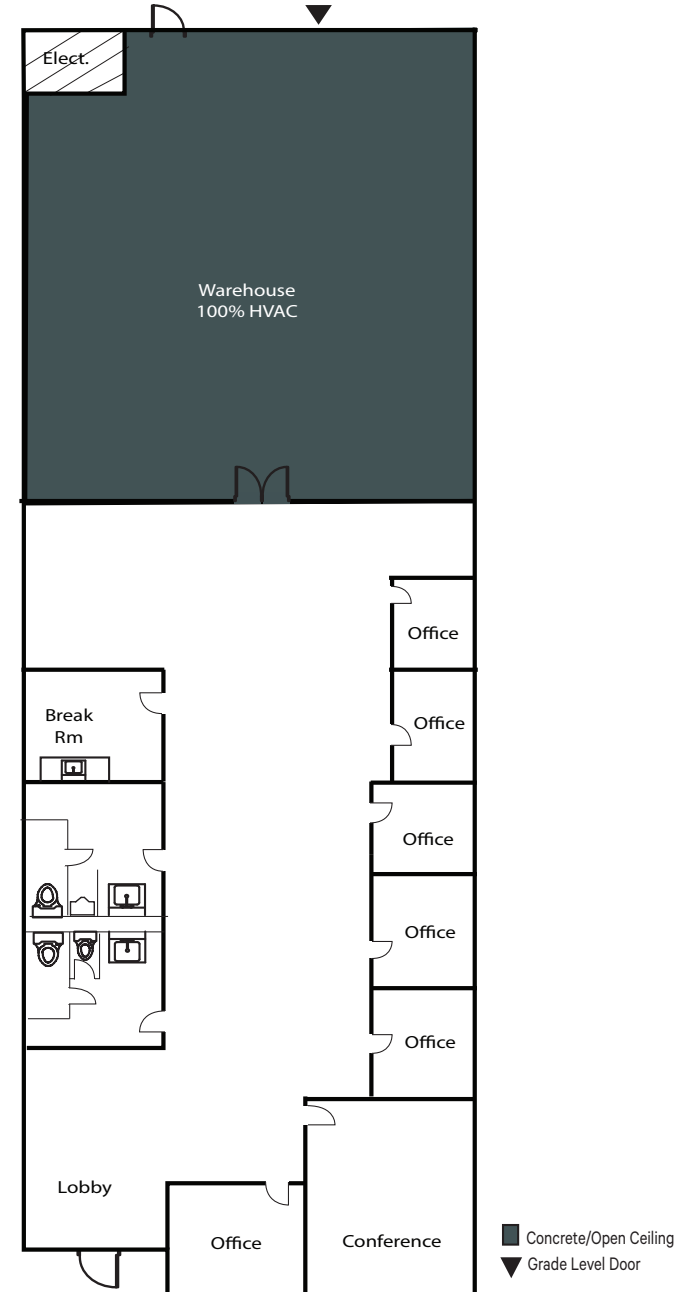 Elect.
Warehouse
100% HVAC
Office
Office
Break
Rm
Office
Office
Office
Lobby
Office
Conference
Concrete/Open Ceiling
Grade Level Door